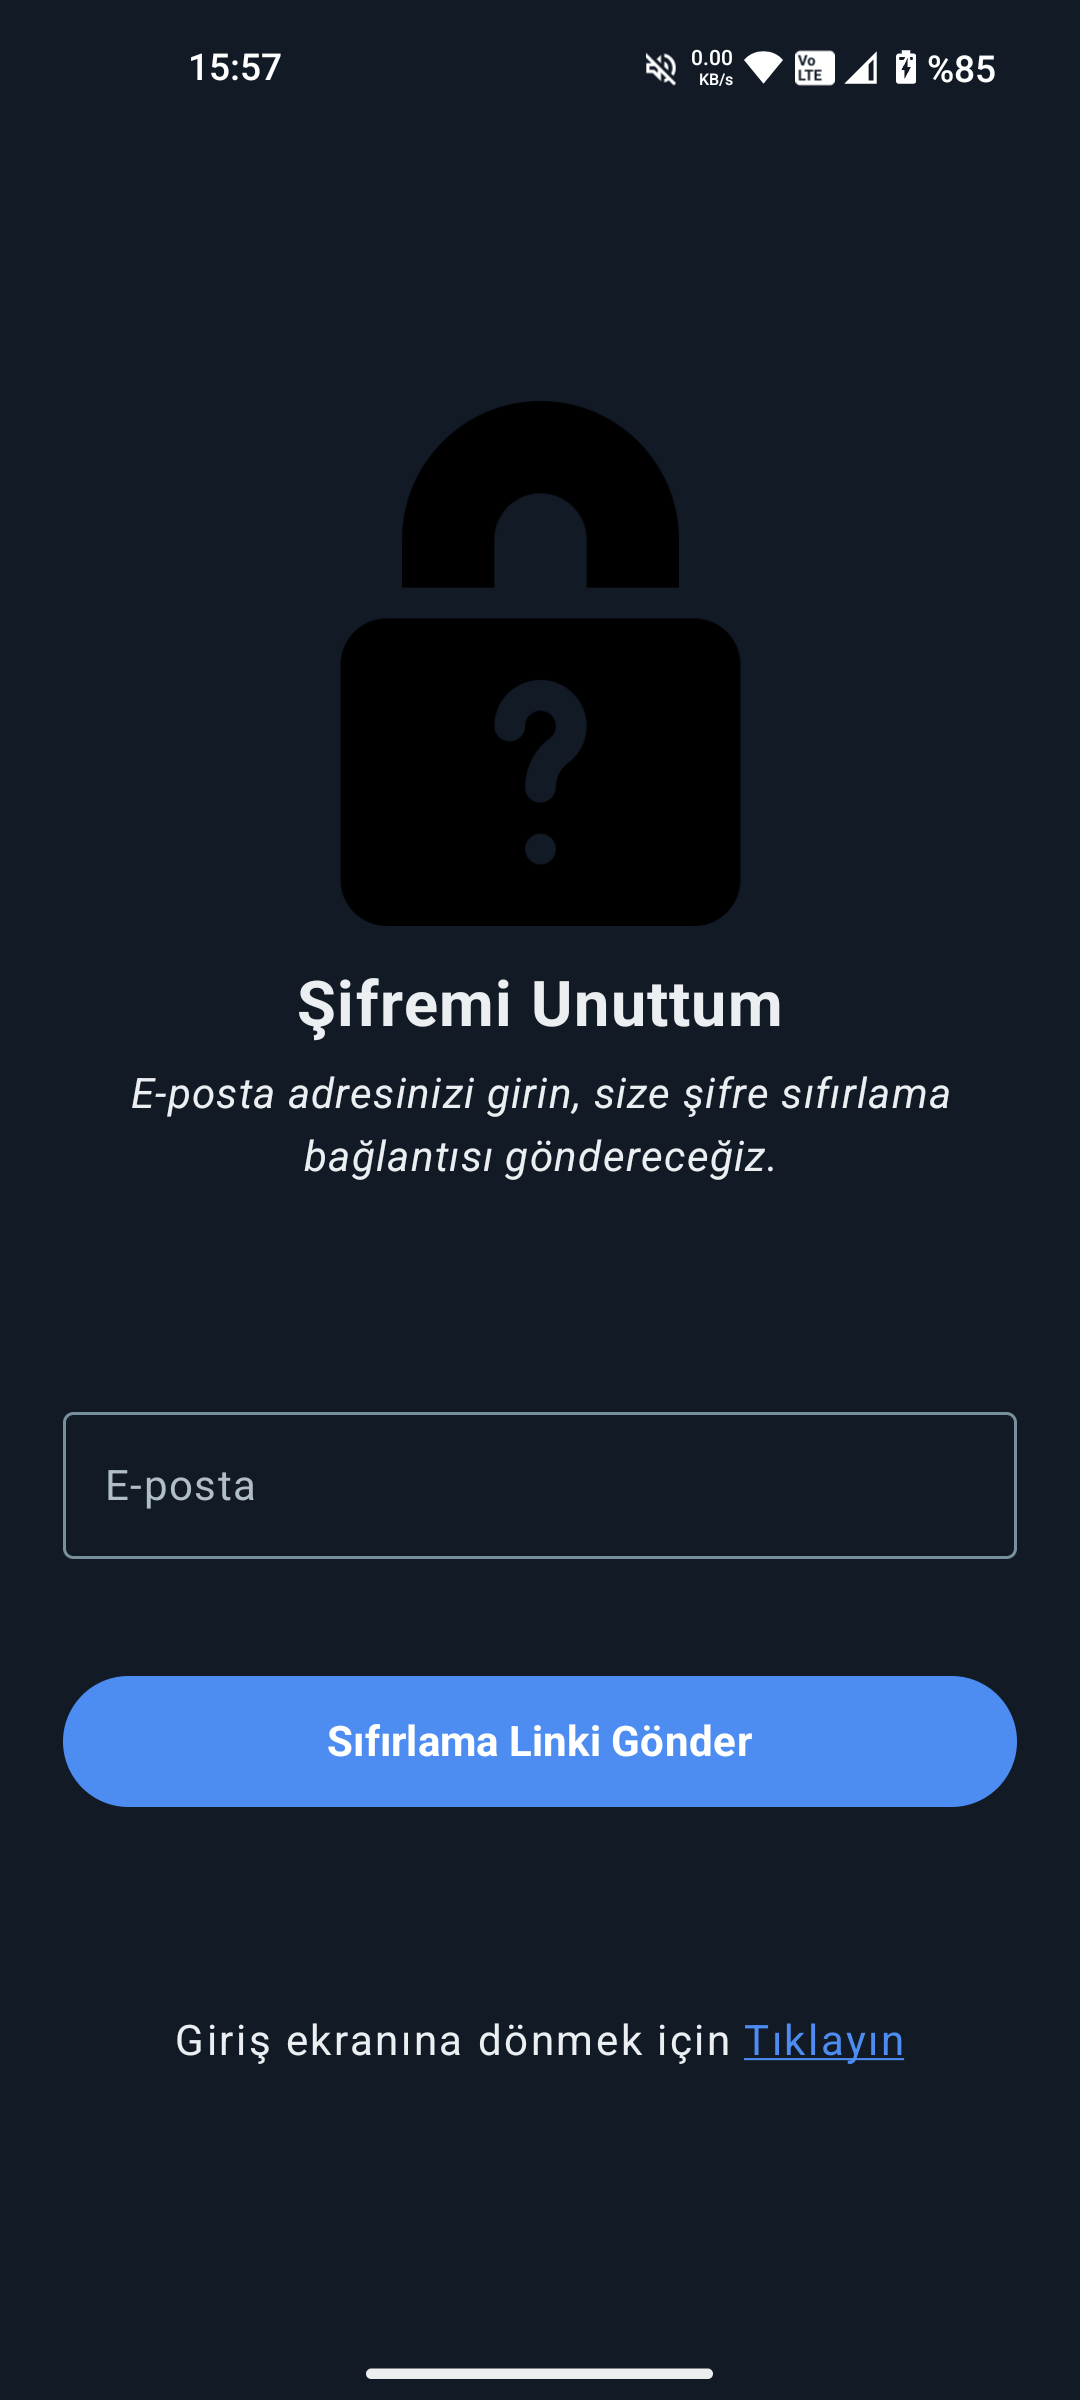 15:57
0.00
KB/s
Vo
LTE
%85
?
Şifremi Unuttum
E-posta adresinizi girin, size şifre sıfırlama
bağlantısı göndereceğiz.
E-posta
Sıfırlama Linki Gönder
Giriş ekranına dönmek için Tıklayın